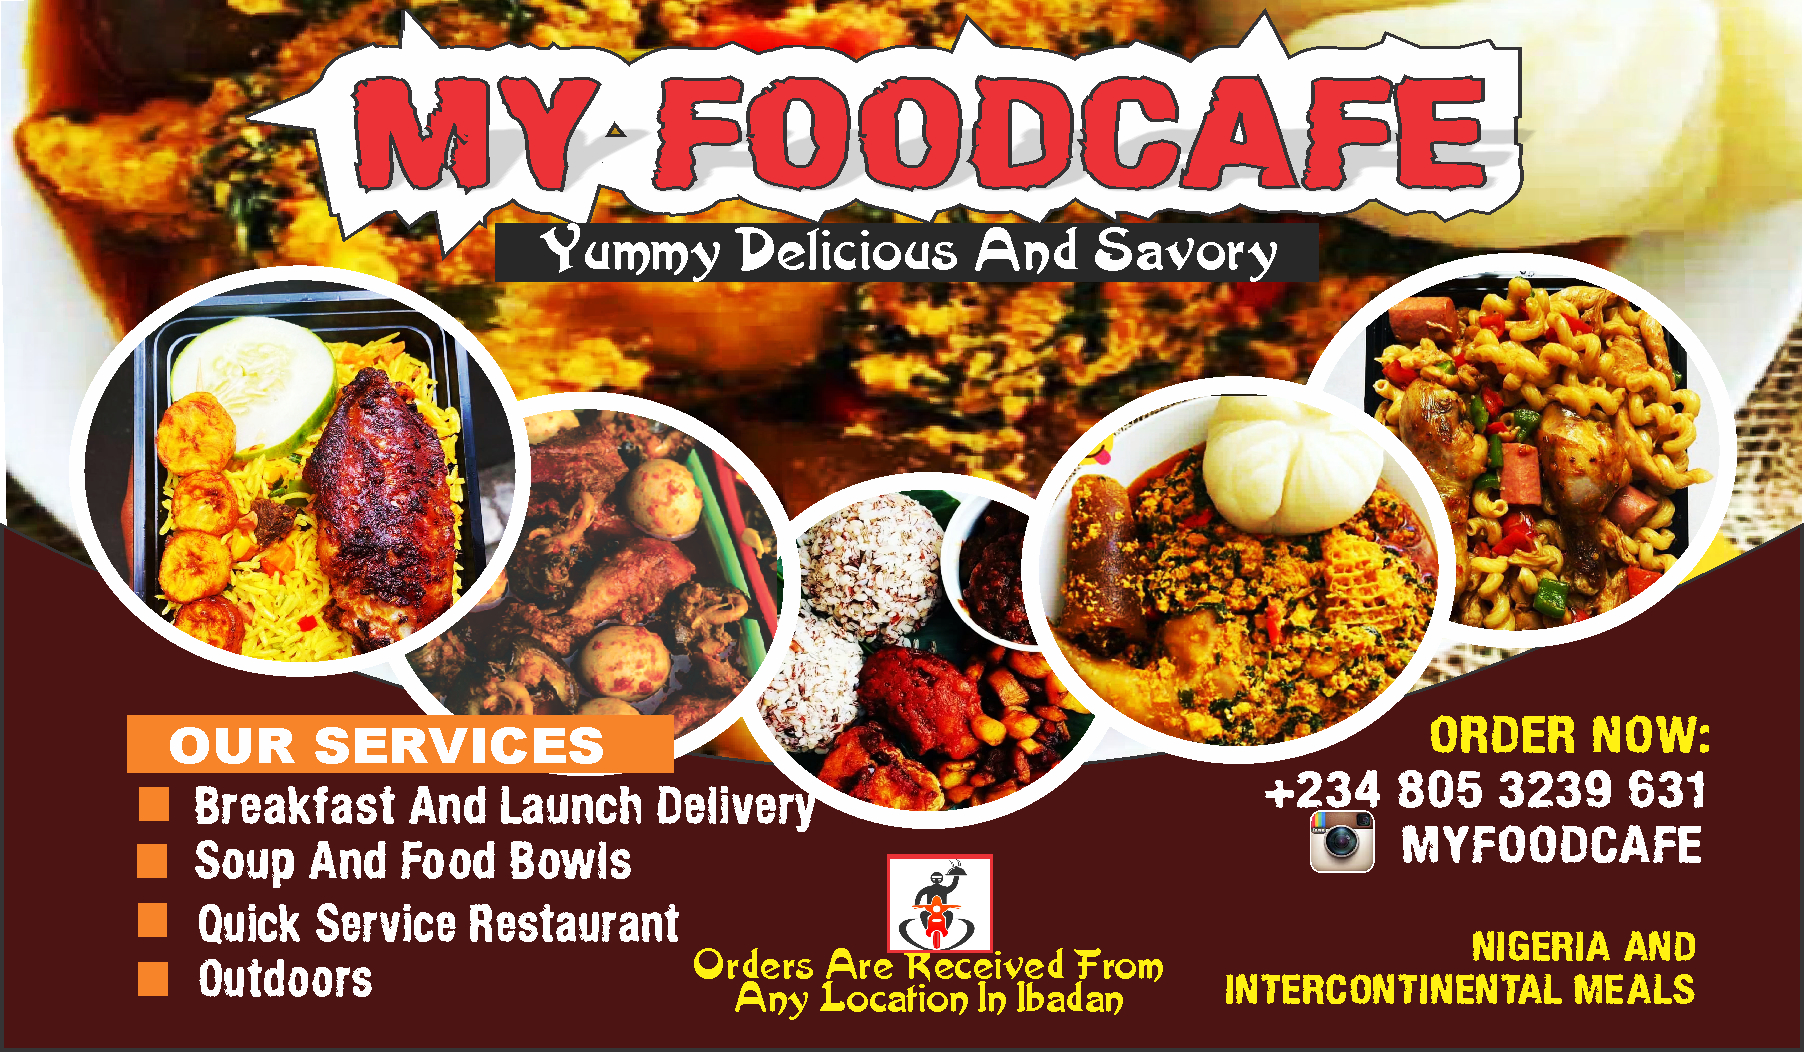 MY FOODCAFE
Yummy Delicious And Savory
OUR SERVICES
Breakfast And Launch Delivery
Soup And Food Bowls
Quick Service Restaurant
Outdoors
Orders Are Received From
Any Location In Ibadan
ORDER NOW:
+234 805 3239 631
MYFOODCAFE
NIGERIA AND
INTERCONTINENTAL MEALS